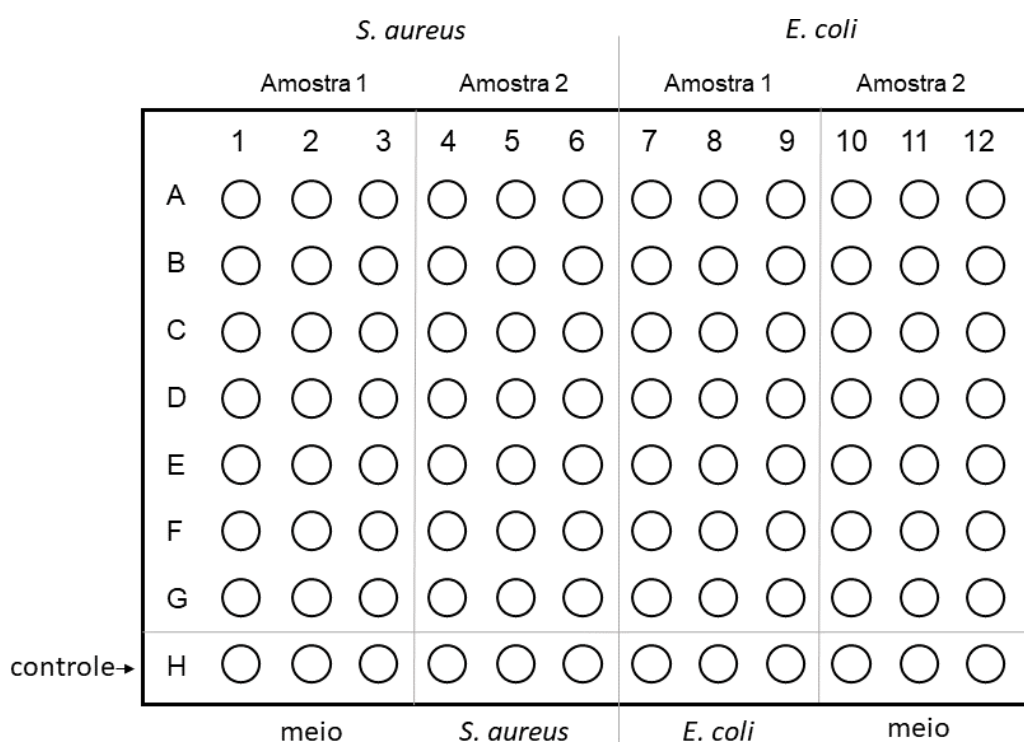 S. aureus E. coli
Amostra 1 Amostra 2 Amostra 1 Amostra 2
1 2 3 4 5 6 7 8 9 10 11 12
A
B
C
D
E
F
G
controle H
meio S. aureus E. coli meio